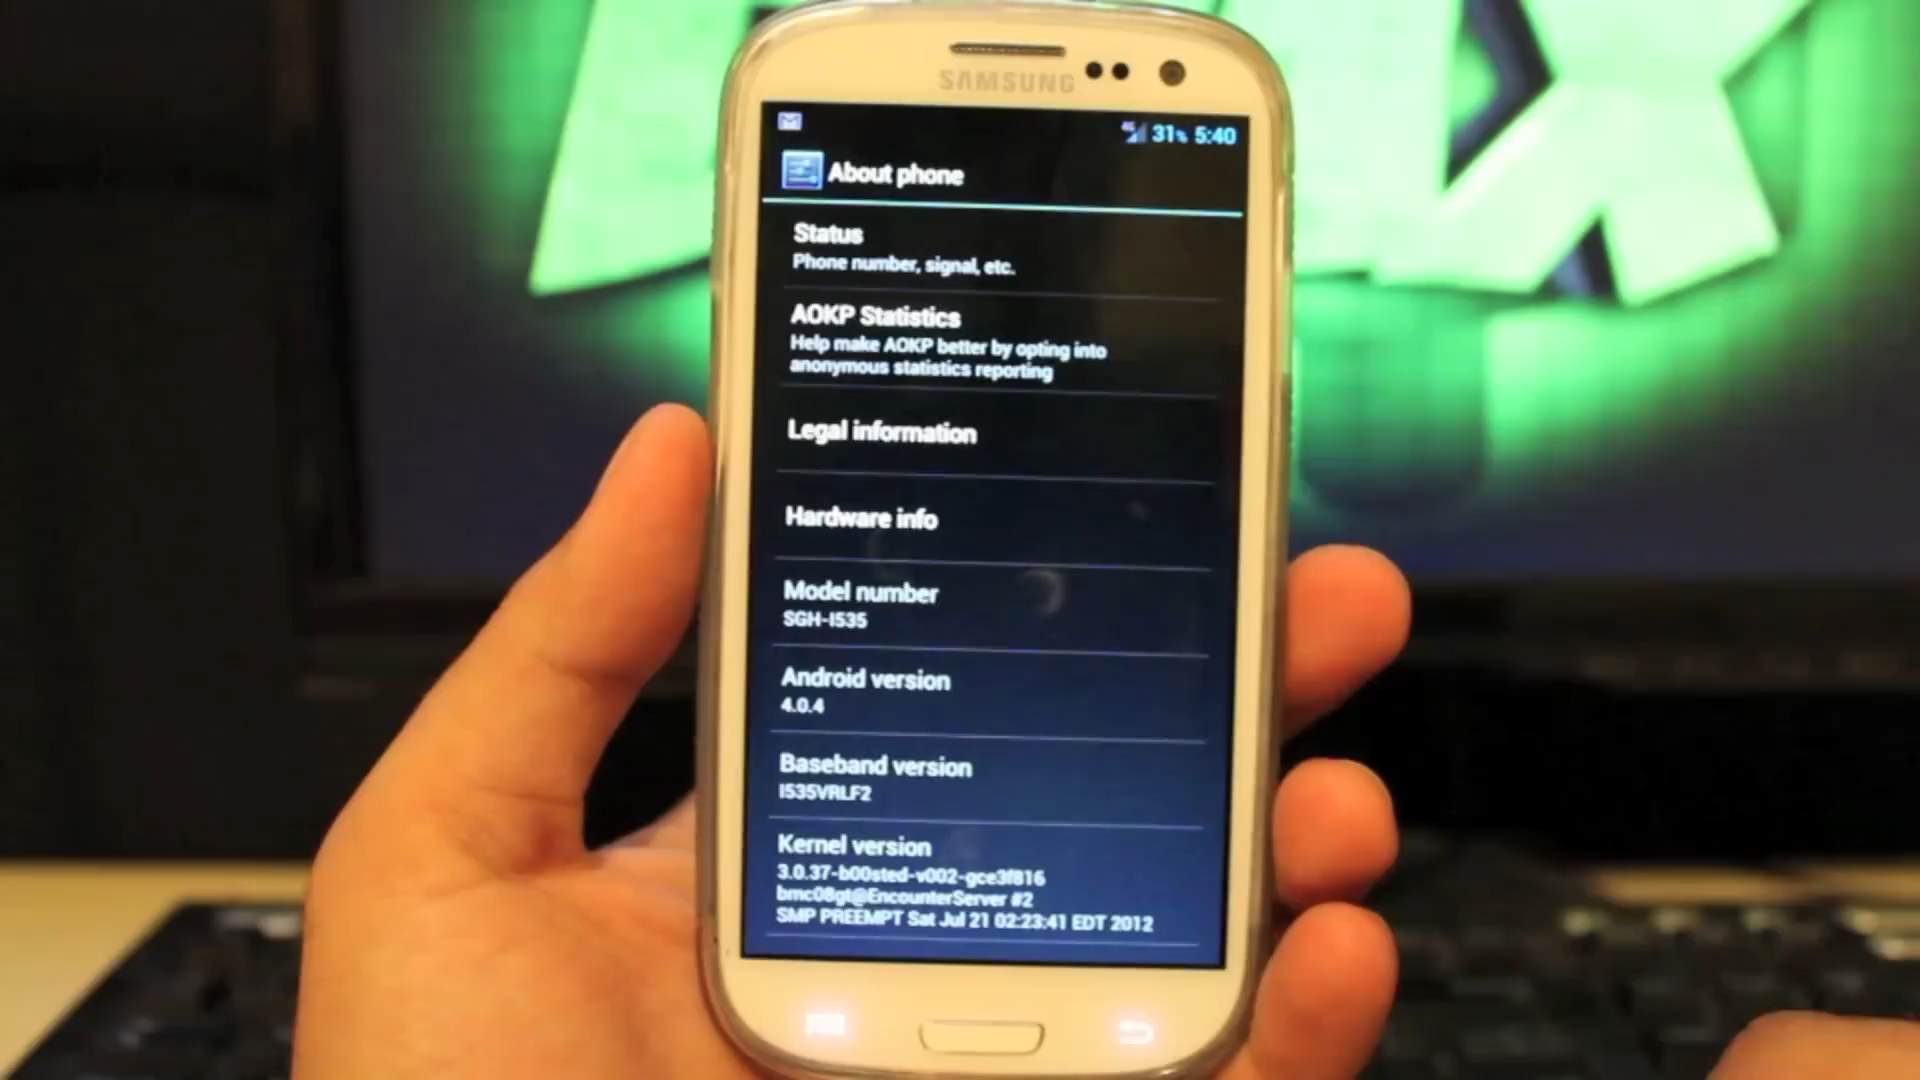 SAMSUNG
4G 31% 5:40
About phone
Status
Phone number, signal, etc.
AOKP Statistics
Help make AOKP better by opting into
anonymous statistics reporting
Legal information
Hardware info
Model number
SGH-I535
Android version
4.0.4
Baseband version
I535VRLF2
Kernel version
3.0.37-b00sted-v002-gce3f816
bmc08gt@EncounterServer #2
SMP PREEMPT Sat Jul 21 02:23:41 EDT 2012